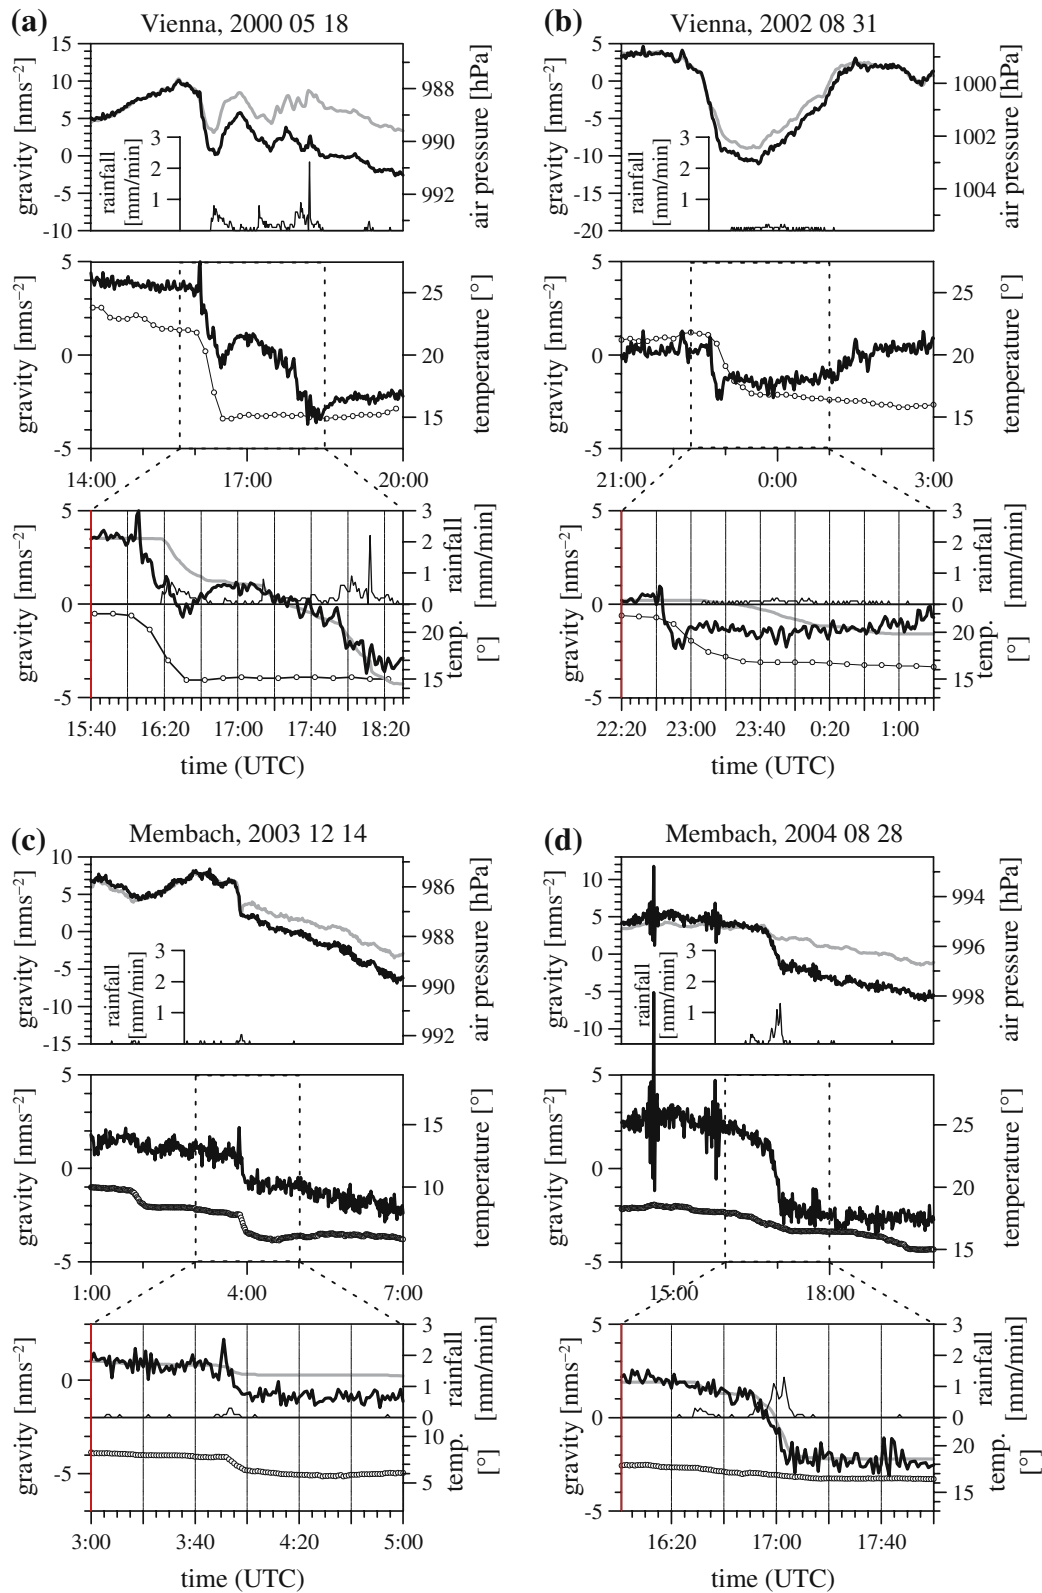 (a) Vienna, 2000 05 18
gravity [nms⁻²]
15
10
5
0
-5
-10
rainfall [mm/min]
3
2
1
988
990
992
air pressure [hPa]
gravity [nms⁻²]
5
0
-5
25
20
15
temperature [°]
14:00 17:00 20:00
gravity [nms⁻²] gravity [nms⁻²]
5
0
-5
3
2
1
0
rainfall [mm/min]
20
15
temp. [°]
15:40 16:20 17:00 17:40 18:20
time (UTC)
(b) Vienna, 2002 08 31
gravity [nms⁻²]
5
0
-5
-10
-15
-20
rainfall [mm/min]
3
2
1
1000
1002
1004
air pressure [hPa]
gravity [nms⁻²]
5
0
-5
25
20
15
temperature [°]
21:00 0:00 3:00
gravity [nms⁻²] gravity [nms⁻²]
5
0
-5
3
2
1
0
rainfall [mm/min]
20
15
temp. [°]
22:20 23:00 23:40 0:20 1:00
time (UTC)
(c) Membach, 2003 12 14
gravity [nms⁻²]
10
5
0
-5
-10
-15
rainfall [mm/min]
3
2
1
986
988
990
992
air pressure [hPa]
gravity [nms⁻²]
5
0
-5
15
10
5
temperature [°]
1:00 4:00 7:00
gravity [nms⁻²] gravity [nms⁻²]
0
-5
3
2
1
0
rainfall [mm/min]
10
5
temp. [°]
3:00 3:40 4:20 5:00
time (UTC)
(d) Membach, 2004 08 28
gravity [nms⁻²]
10
5
0
-5
-10
rainfall [mm/min]
3
2
1
994
996
998
air pressure [hPa]
gravity [nms⁻²]
5
0
-5
25
20
15
temperature [°]
15:00 18:00
gravity [nms⁻²] gravity [nms⁻²]
5
0
-5
3
2
1
0
rainfall [mm/min]
20
15
temp. [°]
16:20 17:00 17:40
time (UTC)